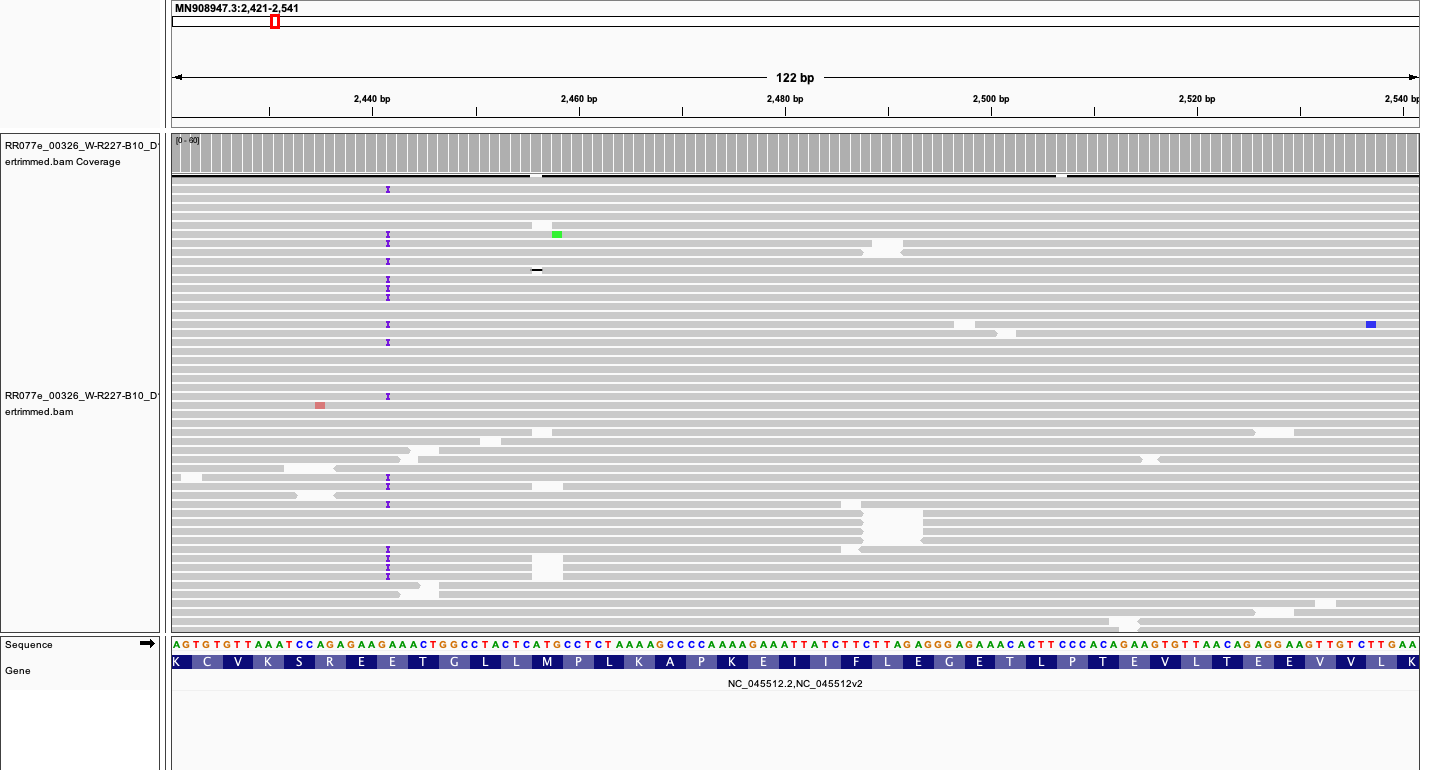 MN908947.3:2,421-2,541
122 bp
2,440 bp 2,460 bp 2,480 bp 2,500 bp 2,520 bp 2,540 bp
RR077e_00326_W-R227-B10_D
ertrimmed.bam Coverage
[0 - 60]
RR077e_00326_W-R227-B10_D
ertrimmed.bam
Sequence
A G T G T G T T A A A T C C A G A G A A G A A A C T G G C C T A C T C A T G C C T C T A A A A G C C C C A A A A G A A A T T A T C T T C T T A G A G G G A G A A A C A C T T C C C A C A G A A G T G T T A A C A G A G G A A G T T G T C T T G A A
Gene
K C V K S R E E T G L L M P L K A P K E I I F L E G E T L P T E V L T E E V V L K
NC_045512.2,NC_045512v2